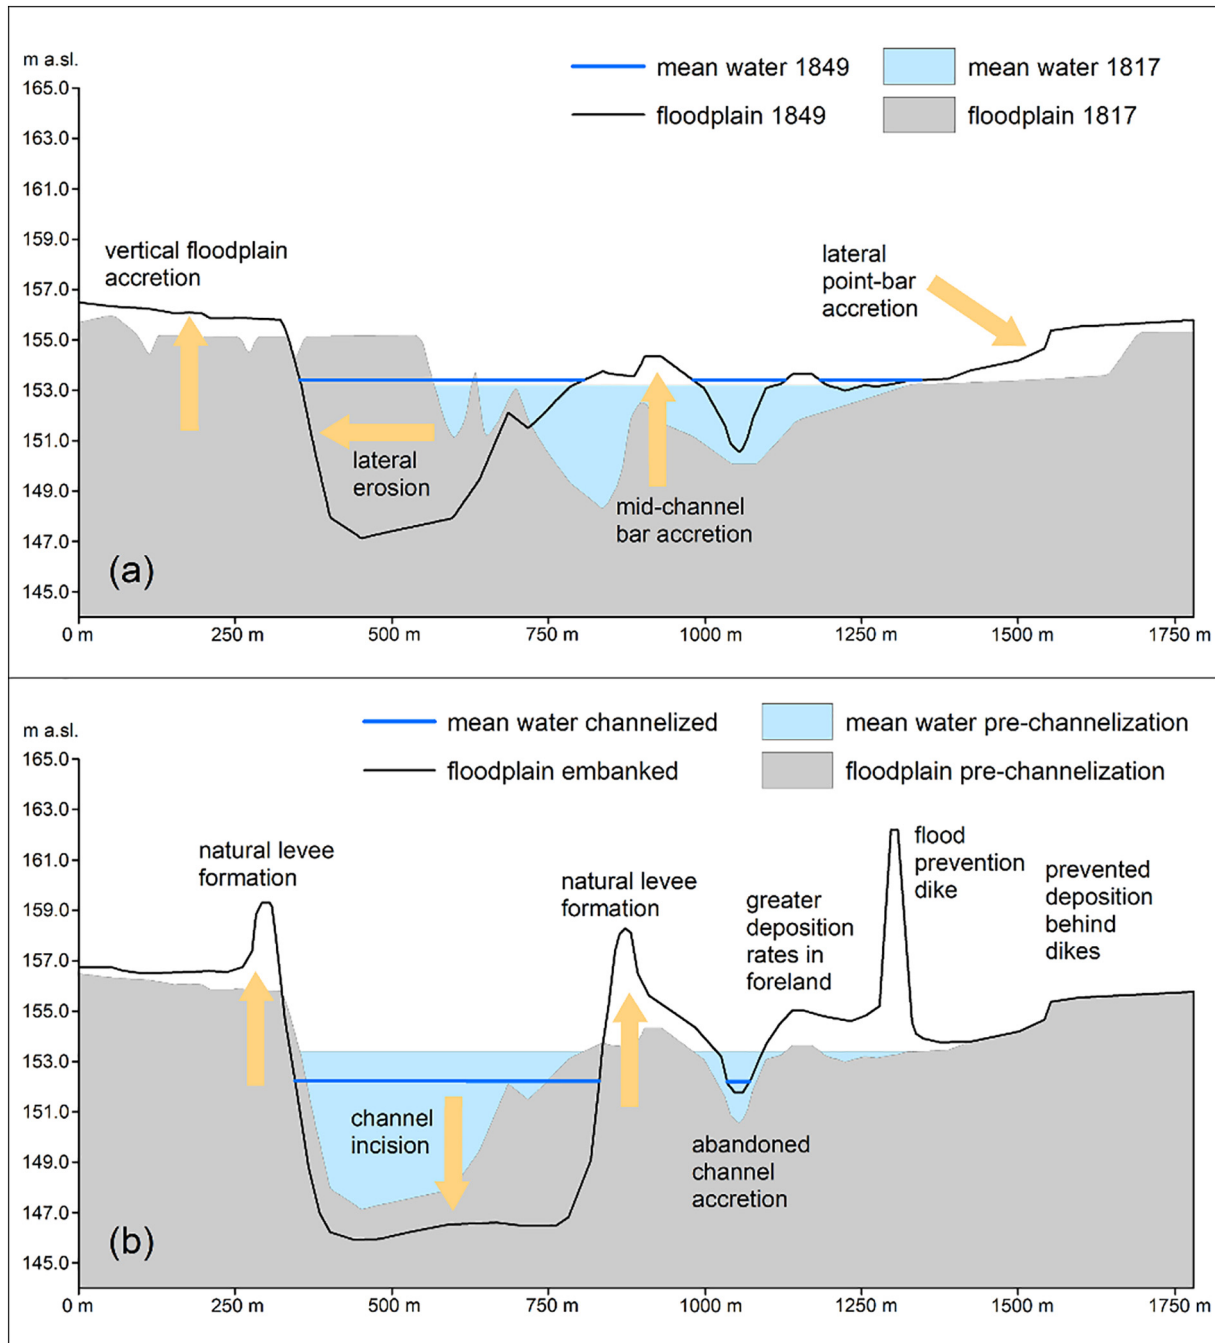 m a.sl.
mean water 1849
mean water 1817
floodplain 1849
floodplain 1817
165.0
163.0
161.0
159.0
157.0
155.0
153.0
151.0
149.0
147.0
145.0
vertical floodplain
accretion
lateral
point-bar
accretion
lateral
erosion
mid-channel
bar accretion
(a)
0 m
250 m
500 m
750 m
1000 m
1250 m
1500 m
1750 m
m a.sl.
mean water channelized
mean water pre-channelization
floodplain embanked
floodplain pre-channelization
165.0
163.0
161.0
159.0
157.0
155.0
153.0
151.0
149.0
147.0
145.0
natural levee
formation
natural levee
formation
greater
deposition
rates in
foreland
flood
prevention
dike
prevented
deposition
behind
dikes
channel
incision
abandoned
channel
accretion
(b)
0 m
250 m
500 m
750 m
1000 m
1250 m
1500 m
1750 m